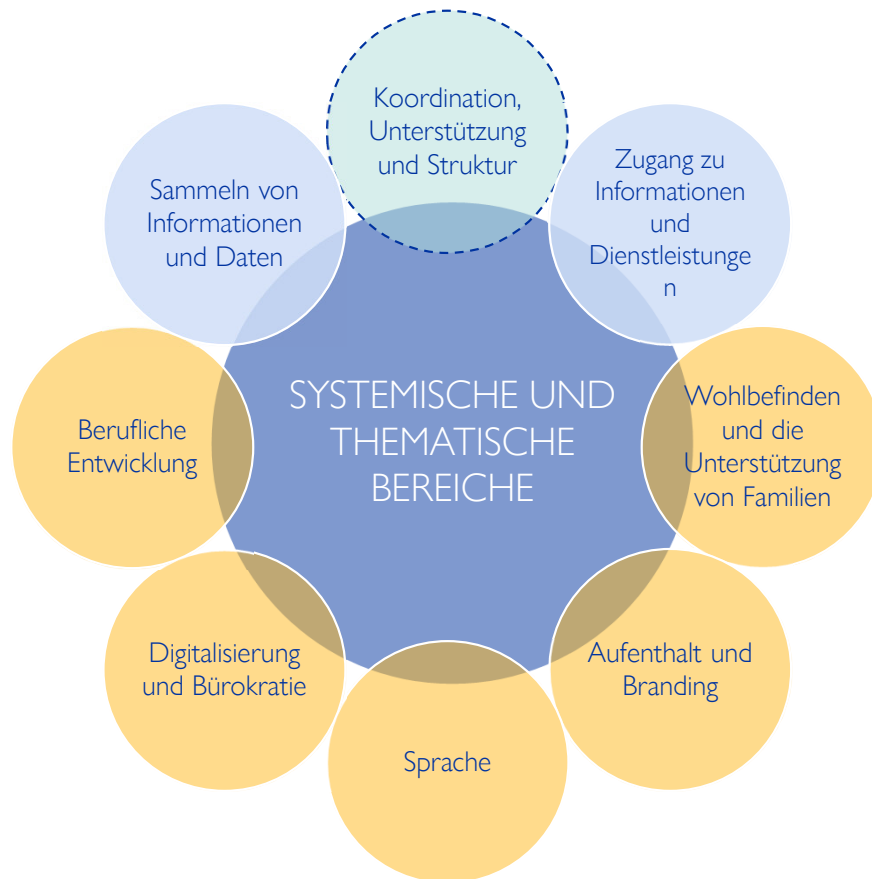 Koordination,
Unterstützung
und Struktur
Zugang zu
Informationen
und
Dienstleistunge
n
Wohlbefinden
und die
Unterstützung
von Familien
Aufenthalt und
Branding
Sprache
Digitalisierung
und Bürokratie
Berufliche
Entwicklung
Sammeln von
Informationen
und Daten
SYSTEMISCHE UND
THEMATISCHE
BEREICHE